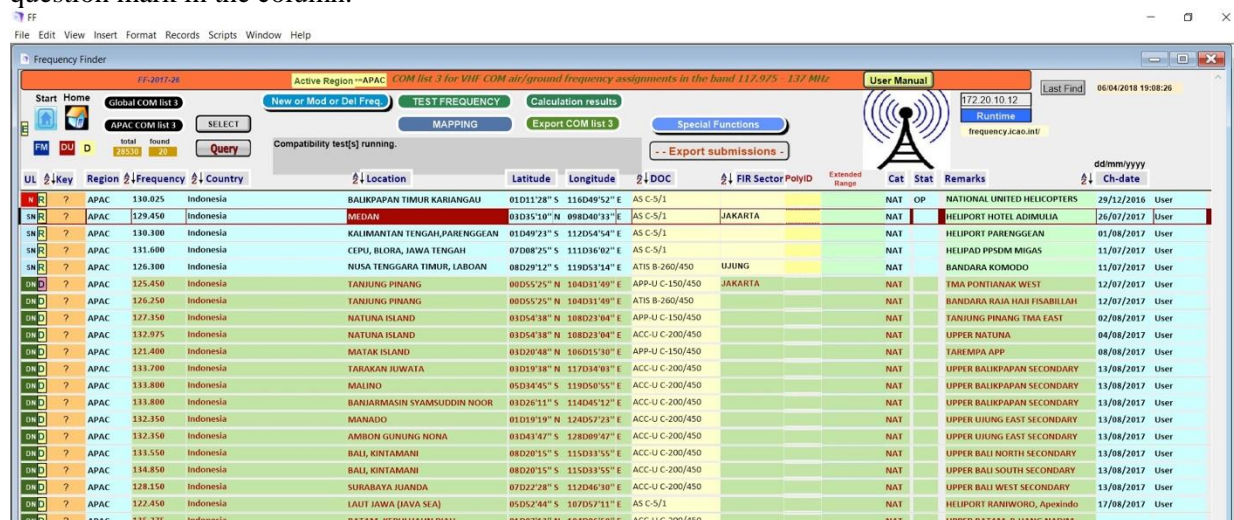 question mark in the column.
FF
File Edit View Insert Format Records Scripts Window Help
Frequency Finder
FF-2017-26 Active Region APAC COM list 3 for VHF COM air/ground frequency assignments in the band 117.975 - 137 MHz User Manual Last Find 06/04/2018 19:08:26
Start Home Global COM list 3 New or Mod or Del Freq. TEST FREQUENCY Calculation results 172.20.10.12
Runtime
E APAC COM list 3 SELECT MAPPING Export COM list 3 Special Functions frequency.icao.int/
FM DU D total found 28530 20 Query Compatibility test[s] running. - - Export submissions -
dd/mm/yyyy
UL Key Region Frequency Country Location Latitude Longitude DOC FIR Sector PolyID Extended Range Cat Stat Remarks Ch-date
N R ? APAC 130.025 Indonesia BALIKPAPAN TIMUR KARIANGAU 01D11'28" S 116D49'52" E AS C-5/1 NAT OP NATIONAL UNITED HELICOPTERS 29/12/2016 User
SN R ? APAC 129.450 Indonesia MEDAN 03D35'10" N 098D40'33" E AS C-5/1 JAKARTA NAT HELIPORT HOTEL ADIMULIA 26/07/2017 User
SN R ? APAC 130.300 Indonesia KALIMANTAN TENGAH,PARENGGEAN 01D49'23" S 112D54'54" E AS C-5/1 NAT HELIPORT PARENGGEAN 01/08/2017 User
SN R ? APAC 131.600 Indonesia CEPU, BLORA, JAWA TENGAH 07D08'25" S 111D36'02" E AS C-5/1 NAT HELIPAD PPSDM MIGAS 11/07/2017 User
SN R ? APAC 126.300 Indonesia NUSA TENGGARA TIMUR, LABOAN 08D29'12" S 119D53'14" E ATIS B-260/450 UJUNG NAT BANDARA KOMODO 11/07/2017 User
DN D ? APAC 125.450 Indonesia TANJUNG PINANG 00D55'25" N 104D31'49" E APP-U C-150/450 JAKARTA NAT TMA PONTIANAK WEST 12/07/2017 User
DN D ? APAC 126.250 Indonesia TANJUNG PINANG 00D55'25" N 104D31'49" E ATIS B-260/450 NAT BANDARA RAJA HAJI FISABILLAH 12/07/2017 User
DN D ? APAC 127.350 Indonesia NATUNA ISLAND 03D54'38" N 108D23'04" E APP-U C-150/450 NAT TANJUNG PINANG TMA EAST 02/08/2017 User
DN D ? APAC 132.975 Indonesia NATUNA ISLAND 03D54'38" N 108D23'04" E ACC-U C-200/450 NAT UPPER NATUNA 04/08/2017 User
DN D ? APAC 121.400 Indonesia MATAK ISLAND 03D20'48" N 106D15'30" E APP-U C-150/450 NAT TAREMPA APP 08/08/2017 User
DN D ? APAC 133.700 Indonesia TARAKAN JUWATA 03D19'38" N 117D34'03" E ACC-U C-200/450 NAT UPPER BALIKPAPAN SECONDARY 13/08/2017 User
DN D ? APAC 133.800 Indonesia MALINO 05D34'45" S 119D50'55" E ACC-U C-200/450 NAT UPPER BALIKPAPAN SECONDARY 13/08/2017 User
DN D ? APAC 133.800 Indonesia BANJARMASIN SYAMSUDDIN NOOR 03D26'11" S 114D45'12" E ACC-U C-200/450 NAT UPPER BALIKPAPAN SECONDARY 13/08/2017 User
DN D ? APAC 132.350 Indonesia MANADO 01D19'19" N 124D57'23" E ACC-U C-200/450 NAT UPPER UJUNG EAST SECONDARY 13/08/2017 User
DN D ? APAC 132.350 Indonesia AMBON GUNUNG NONA 03D43'47" S 128D09'47" E ACC-U C-200/450 NAT UPPER UJUNG EAST SECONDARY 13/08/2017 User
DN D ? APAC 133.550 Indonesia BALI, KINTAMANI 08D20'15" S 115D33'55" E ACC-U C-200/450 NAT UPPER BALI NORTH SECONDARY 13/08/2017 User
DN D ? APAC 134.850 Indonesia BALI, KINTAMANI 08D20'15" S 115D33'55" E ACC-U C-200/450 NAT UPPER BALI SOUTH SECONDARY 13/08/2017 User
DN D ? APAC 128.150 Indonesia SURABAYA JUANDA 07D22'28" S 112D46'30" E ACC-U C-200/450 NAT UPPER BALI WEST SECONDARY 13/08/2017 User
DN D ? APAC 122.450 Indonesia LAUT JAWA (JAVA SEA) 05D52'44" S 107D57'11" E AS C-5/1 NAT HELIPORT RANIWORO, Apexindo 17/08/2017 User